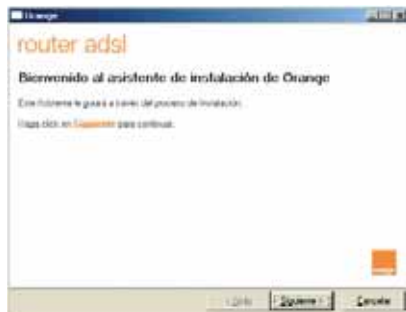 Orange
router adsl
Bienvenido al asistente de instalación de Orange
Este Asistente le guiará a través del proceso de instalación.
Haga click en Siguiente para continuar.
orange
< Atrás Siguiente > Cancelar